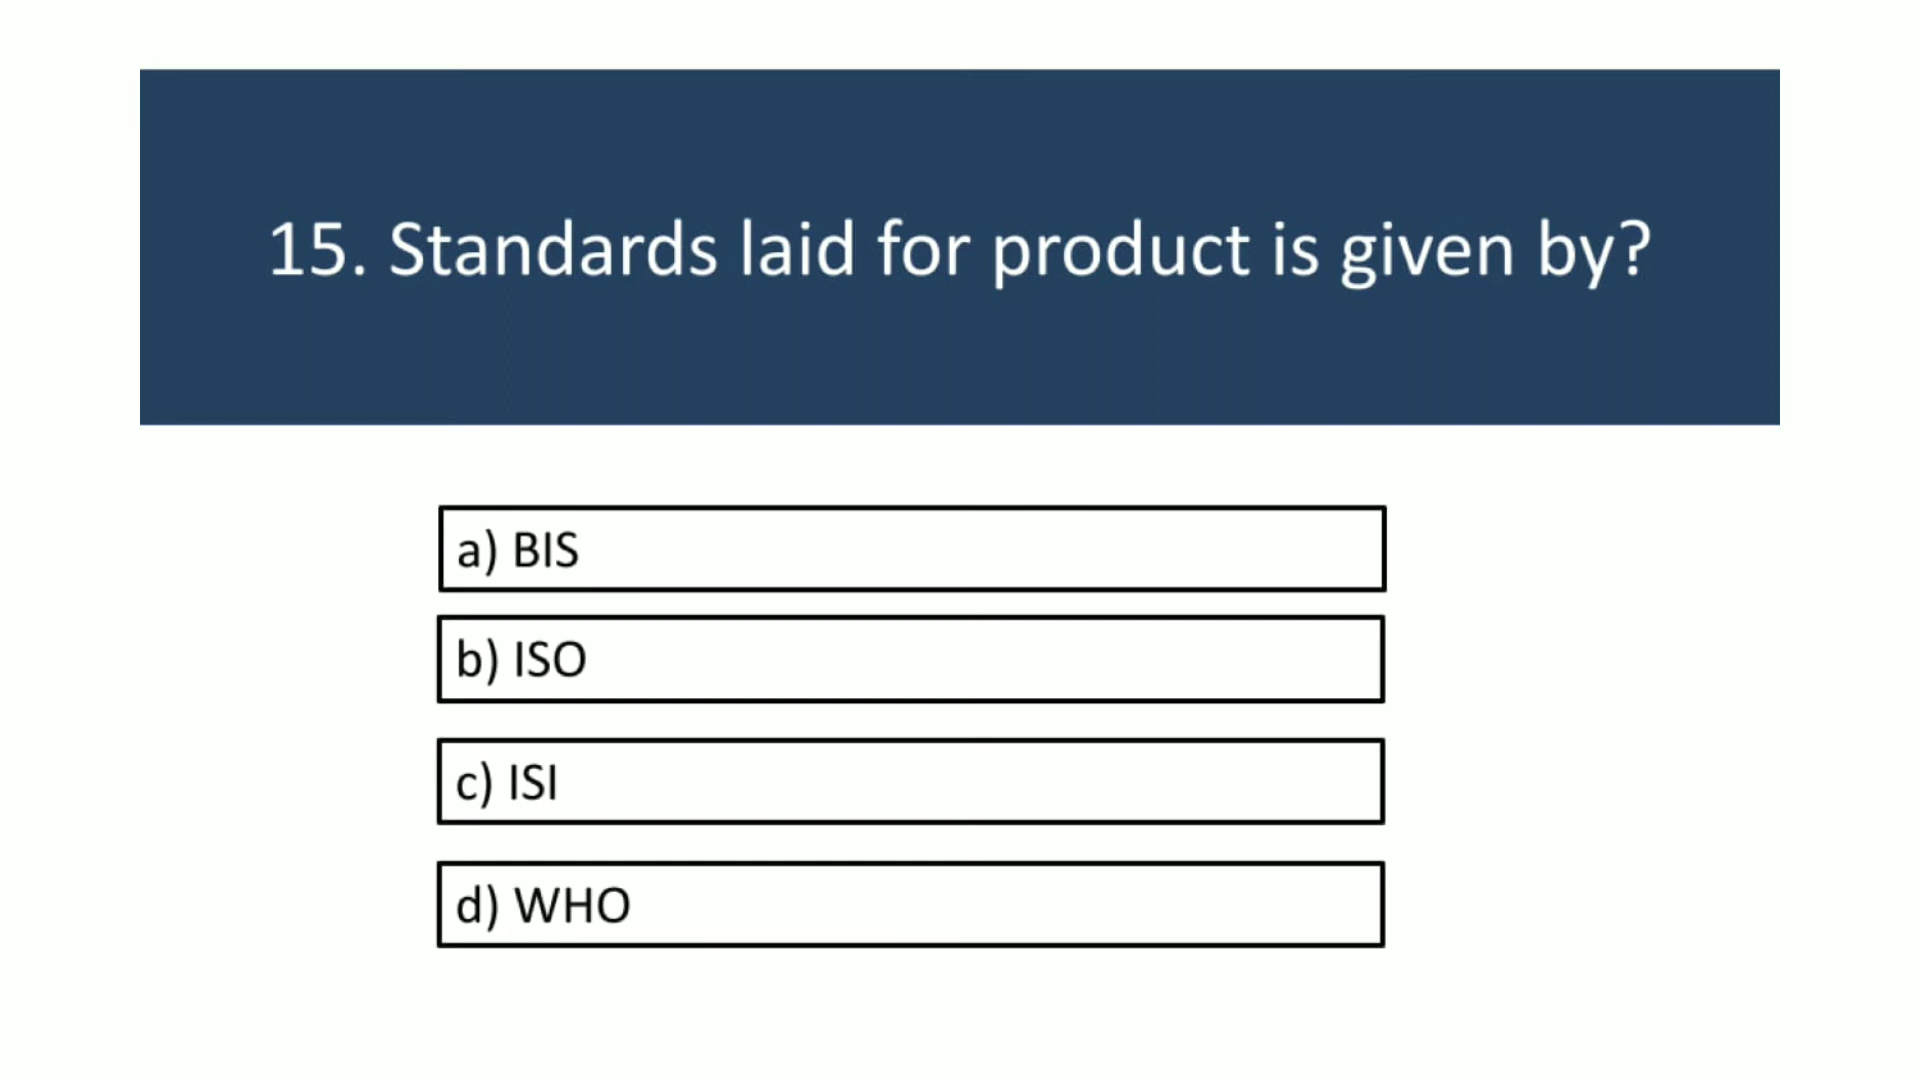 15. Standards laid for product is given by?
a) BIS
b) ISO
c) ISI
d) WHO